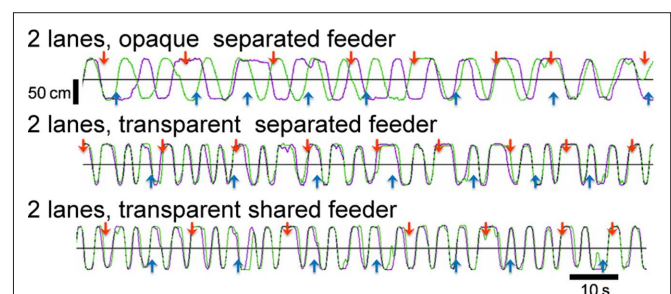 2 lanes, opaque separated feeder
50 cm
2 lanes, transparent separated feeder
2 lanes, transparent shared feeder
10 s